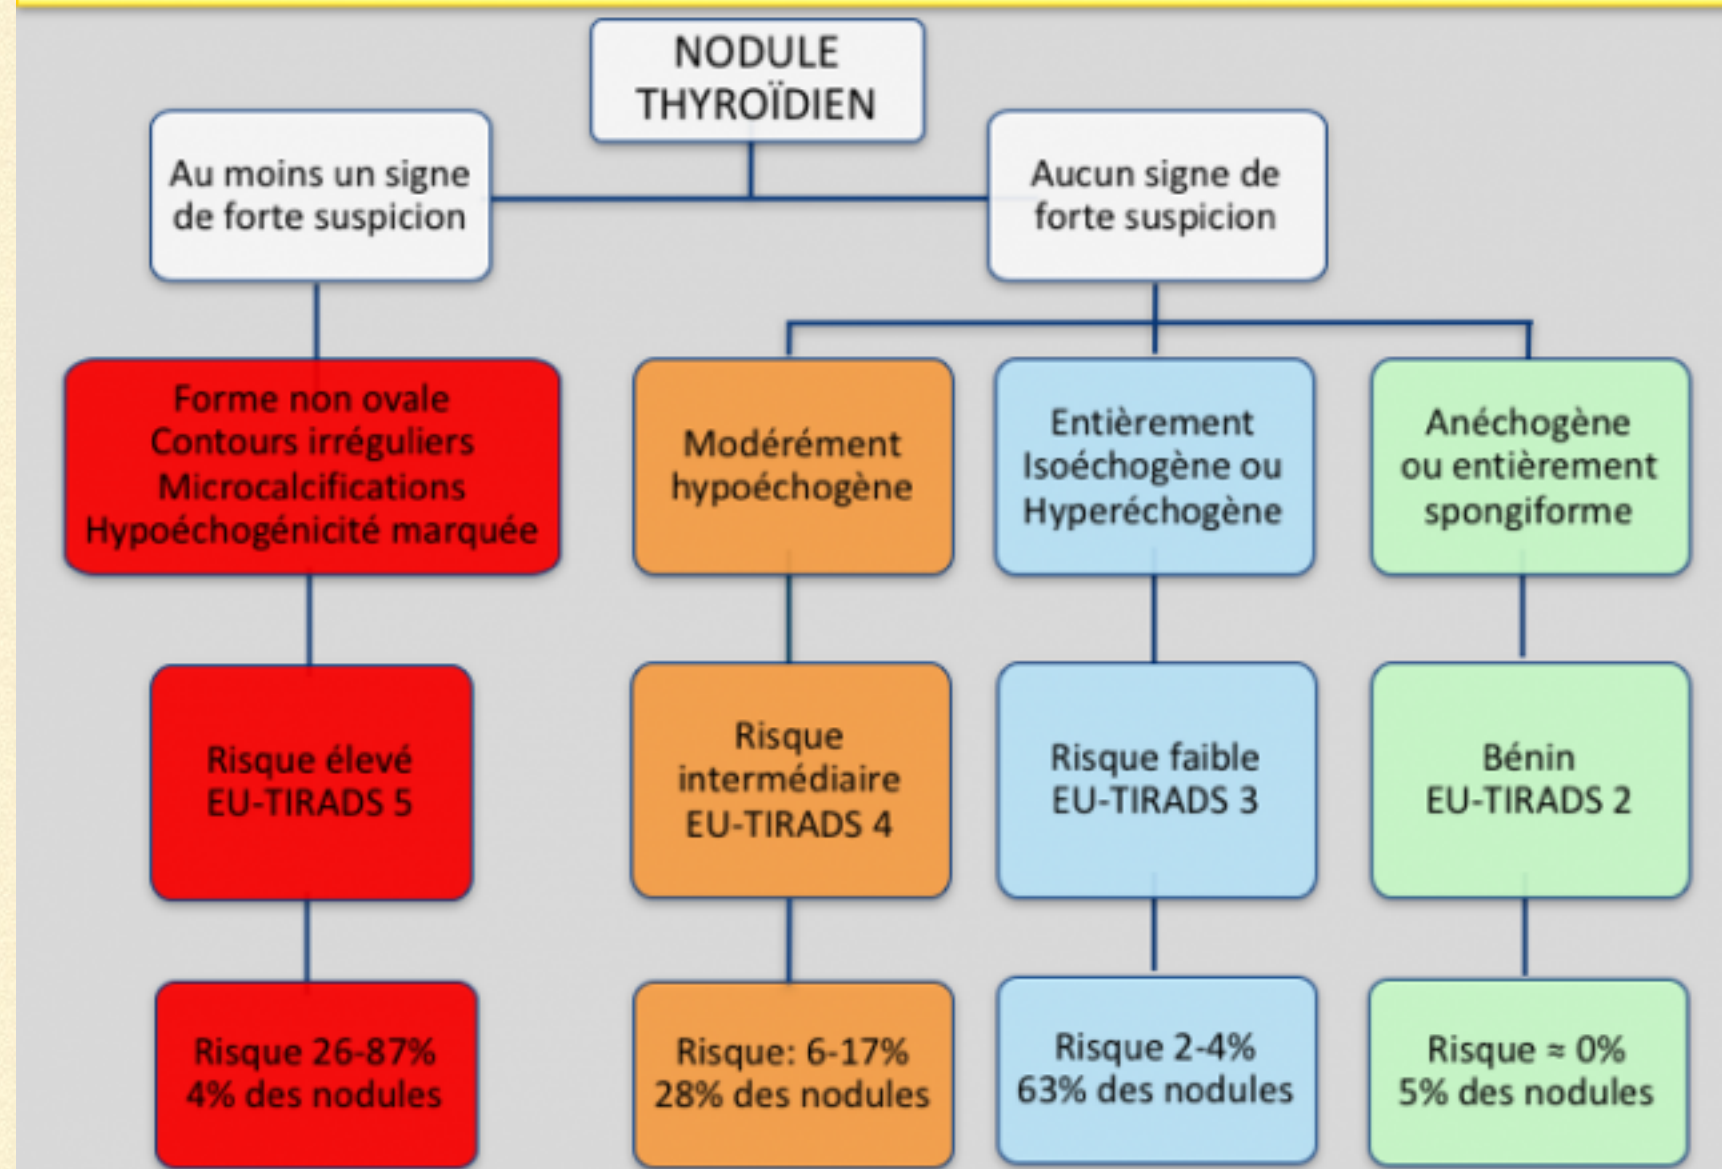 NODULE
THYROÏDIEN
Au moins un signe
de forte suspicion
Aucun signe de
forte suspicion
Forme non ovale
Contours irréguliers
Microcalcifications
Hypoéchogénicité marquée
Modérément
hypoéchogène
Entièrement
Isoéchogène ou
Hyperéchogène
Anéchogène
ou entièrement
spongiforme
Risque élevé
EU-TIRADS 5
Risque
intermédiaire
EU-TIRADS 4
Risque faible
EU-TIRADS 3
Bénin
EU-TIRADS 2
Risque 26-87%
4% des nodules
Risque: 6-17%
28% des nodules
Risque 2-4%
63% des nodules
Risque ≈ 0%
5% des nodules